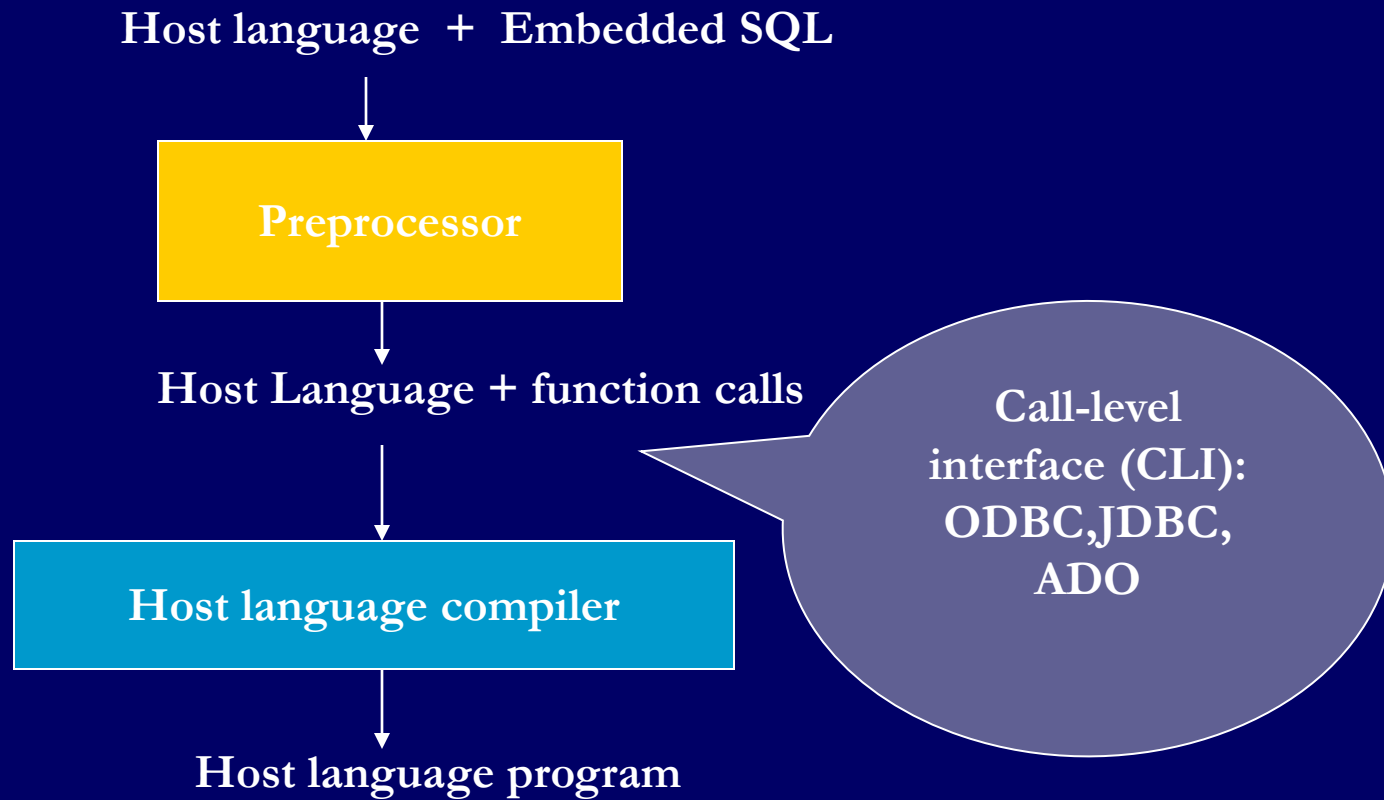 Host language + Embedded SQL
Preprocessor
Host Language + function calls
Call-level
interface (CLI):
ODBC,JDBC,
ADO
Host language compiler
Host language program